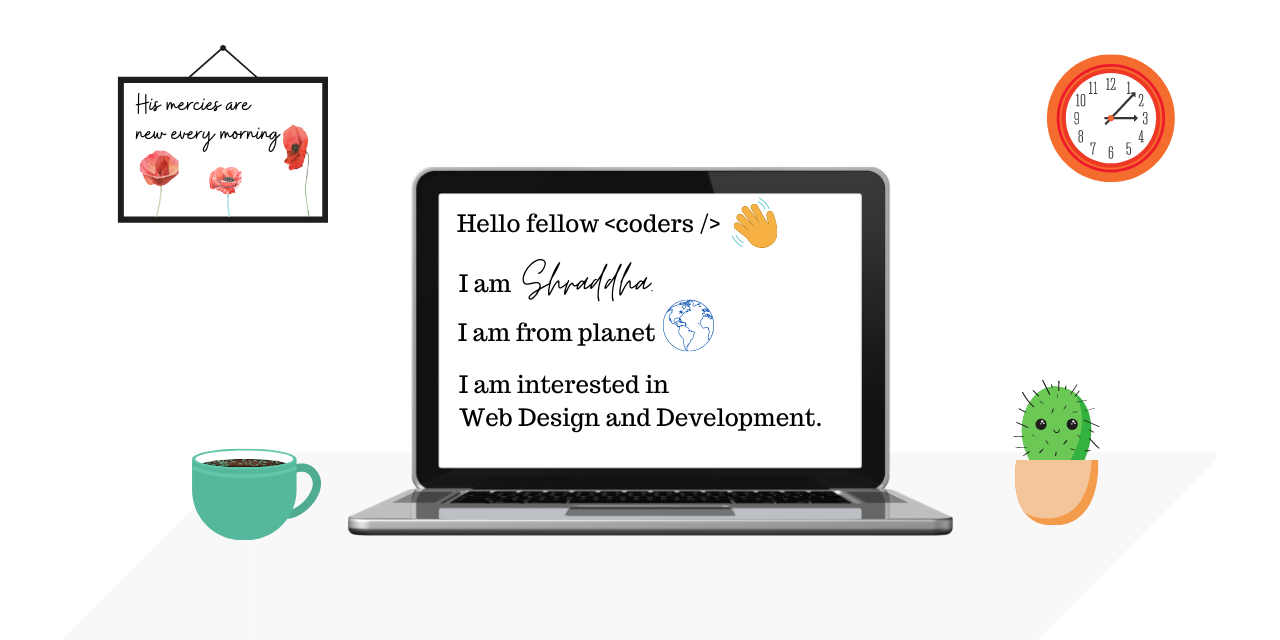 His mercies are
new every morning
Hello fellow <coders />
I am Shraddha.
I am from planet
I am interested in
Web Design and Development.
12
1
2
3
4
5
6
7
8
9
10
11